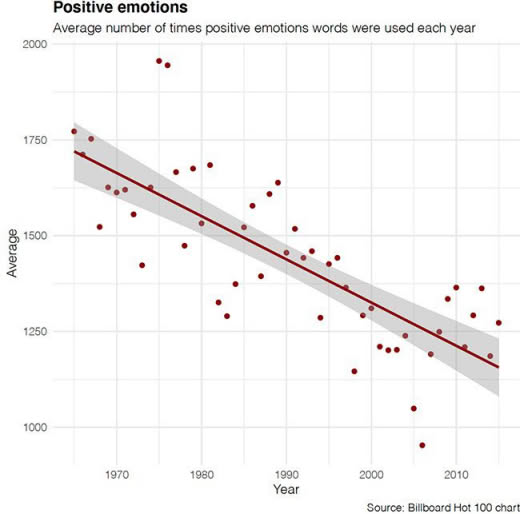 Positive emotions
Average number of times positive emotions words were used each year
2000
1750
1500
1250
1000
Average
1970 1980 1990 2000 2010
Year
Source: Billboard Hot 100 chart